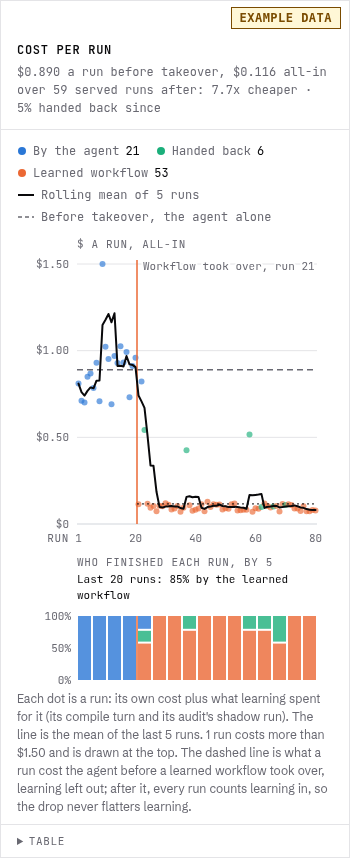 EXAMPLE DATA
COST PER RUN
$0.890 a run before takeover, $0.116 all-in
over 59 served runs after: 7.7x cheaper ·
5% handed back since
By the agent 21 Handed back 6
Learned workflow 53
Rolling mean of 5 runs
Before takeover, the agent alone
$ A RUN, ALL-IN
$1.50
Workflow took over, run 21
$1.00
$0.50
$0
RUN 1 20 40 60 80
WHO FINISHED EACH RUN, BY 5
Last 20 runs: 85% by the learned
workflow
100%
50%
0%
Each dot is a run: its own cost plus what learning spent
for it (its compile turn and its audit's shadow run). The
line is the mean of the last 5 runs. 1 run costs more than
$1.50 and is drawn at the top. The dashed line is what a
run cost the agent before a learned workflow took over,
learning left out; after it, every run counts learning in, so
the drop never flatters learning.
TABLE